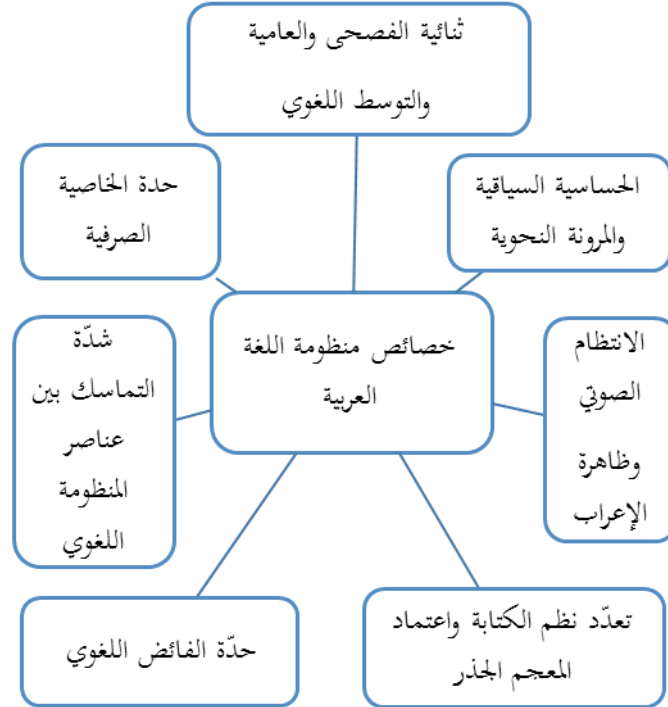 ثنائية الفصحى والعامية
والتوسط اللغوي
الحساسية السياقية
والمرونة النحوية
حدة الخاصية
الصرفية
خصائص منظومة اللغة
العربية
الانتظام
الصوتي
وظاهرة
الإعراب
شدّة
التماسك بين
عناصر
المنظومة
اللغوي
تعدّد نظم الكتابة واعتماد
المعجم الجذر
حدّة الفائض اللغوي